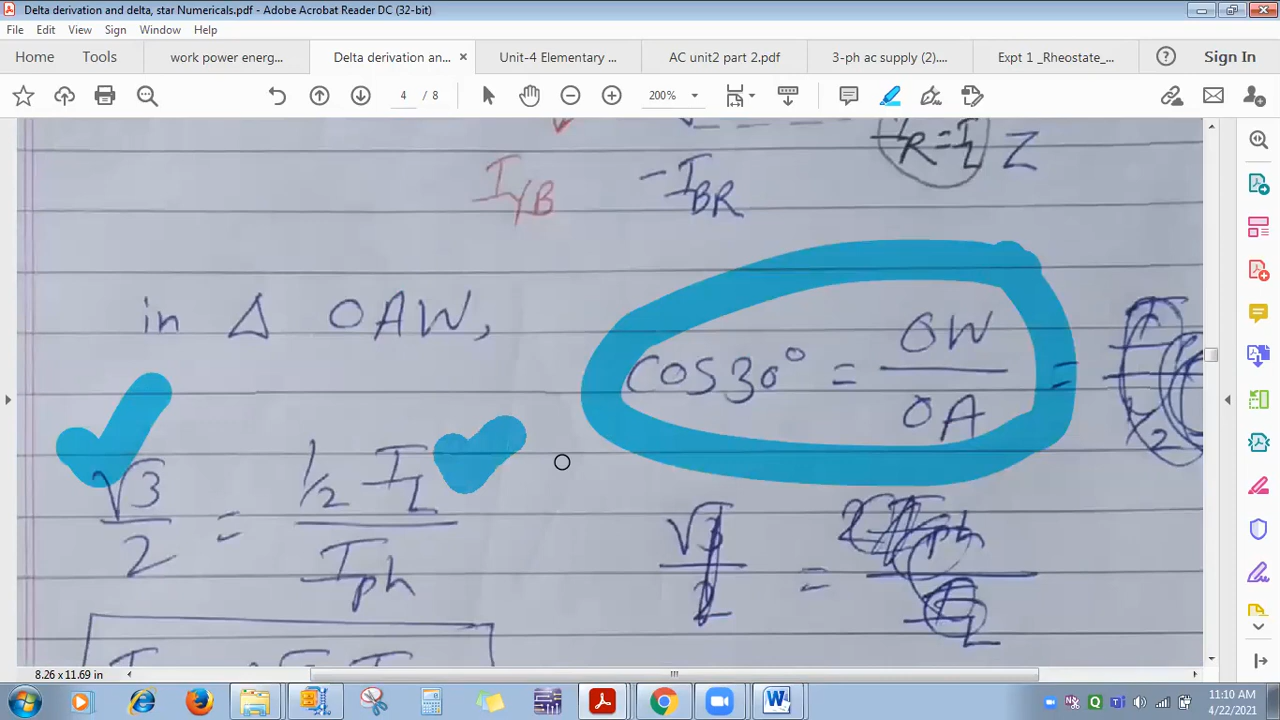 Delta derivation and delta, star Numericals.pdf - Adobe Acrobat Reader DC (32-bit)
File Edit View Sign Window Help
Home Tools work power energ... Delta derivation an... × Unit-4 Elementary ... AC unit2 part 2.pdf 3-ph ac supply (2).... Expt 1 _Rheostate_... Sign In
4 / 8 200%
I_R = I_L Z
I_YB -I_BR
in Δ OAW, cos30° = OW/OA =
√3/2 = 1/2 I_L / I_ph
√3/2 =
8.26 x 11.69 in
11:10 AM
4/22/2021